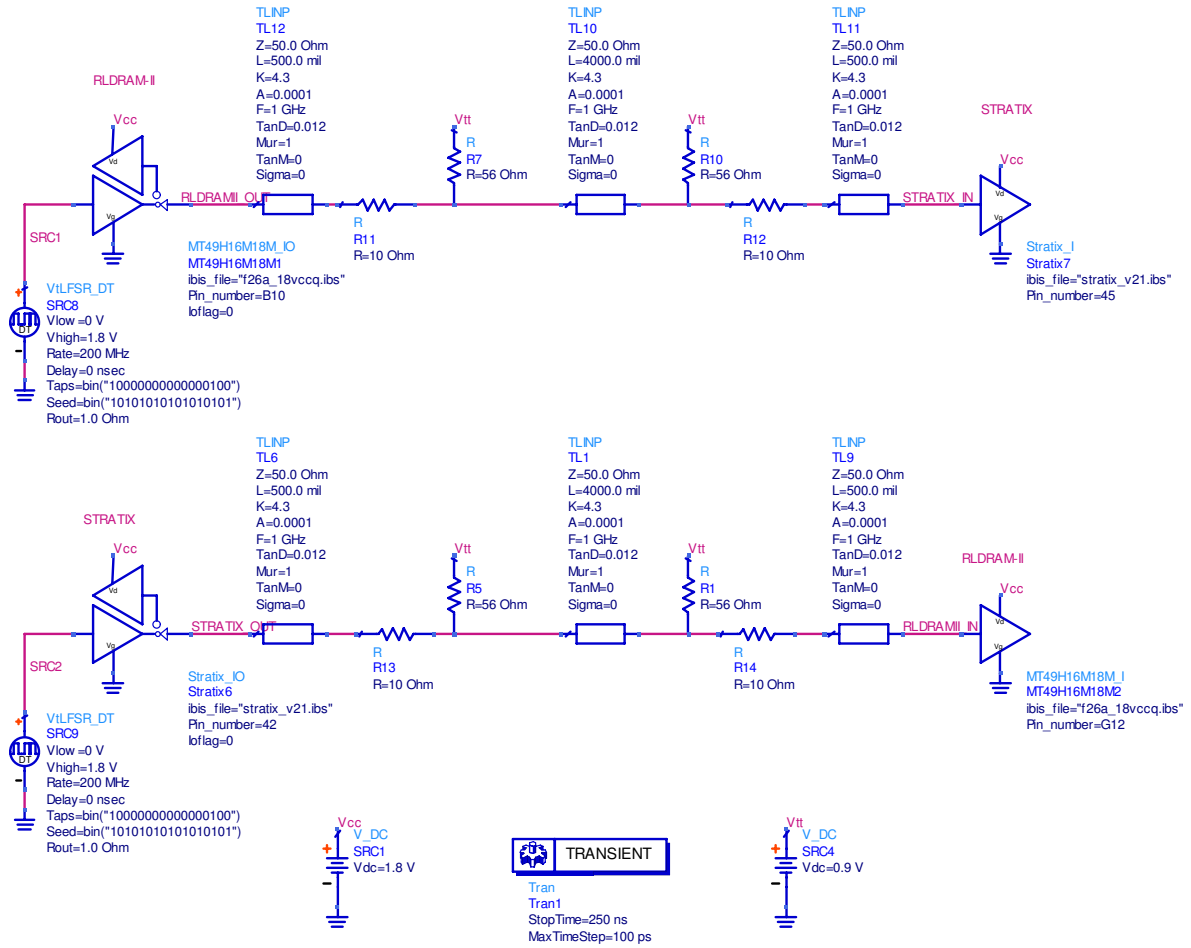 TLINP
TL12
Z=50.0 Ohm
L=500.0 mil
K=4.3
A=0.0001
F=1 GHz
TanD=0.012
Mur=1
TanM=0
Sigma=0
TLINP
TL10
Z=50.0 Ohm
L=4000.0 mil
K=4.3
A=0.0001
F=1 GHz
TanD=0.012
Mur=1
TanM=0
Sigma=0
TLINP
TL11
Z=50.0 Ohm
L=500.0 mil
K=4.3
A=0.0001
F=1 GHz
TanD=0.012
Mur=1
TanM=0
Sigma=0
RLDRAM-II
Vcc
Vd
Vg
RLDRAMII_OUT
Vtt
R
R7
R=56 Ohm
Vtt
R
R10
R=56 Ohm
STRATIX
Vcc
Vd
Vg
STRATIX_IN
SRC1
MT49H16M18M_IO
MT49H16M18M1
ibis_file="f26a_18vccq.ibs"
Pin_number=B10
Ioflag=0
R
R11
R=10 Ohm
R
R12
R=10 Ohm
Stratix_I
Stratix7
ibis_file="stratix_v21.ibs"
Pin_number=45
DT
VtLFSR_DT
SRC8
Vlow =0 V
Vhigh=1.8 V
Rate=200 MHz
Delay=0 nsec
Taps=bin("10000000000000100")
Seed=bin("10101010101010101")
Rout=1.0 Ohm
TLINP
TL6
Z=50.0 Ohm
L=500.0 mil
K=4.3
A=0.0001
F=1 GHz
TanD=0.012
Mur=1
TanM=0
Sigma=0
TLINP
TL1
Z=50.0 Ohm
L=4000.0 mil
K=4.3
A=0.0001
F=1 GHz
TanD=0.012
Mur=1
TanM=0
Sigma=0
TLINP
TL9
Z=50.0 Ohm
L=500.0 mil
K=4.3
A=0.0001
F=1 GHz
TanD=0.012
Mur=1
TanM=0
Sigma=0
STRATIX
Vcc
Vd
Vg
STRATIX_OUT
Vtt
R
R5
R=56 Ohm
Vtt
R
R1
R=56 Ohm
RLDRAM-II
Vcc
Vd
Vg
RLDRAMII_IN
SRC2
Stratix_IO
Stratix6
ibis_file="stratix_v21.ibs"
Pin_number=42
Ioflag=0
R
R13
R=10 Ohm
R
R14
R=10 Ohm
MT49H16M18M_I
MT49H16M18M2
ibis_file="f26a_18vccq.ibs"
Pin_number=G12
DT
VtLFSR_DT
SRC9
Vlow =0 V
Vhigh=1.8 V
Rate=200 MHz
Delay=0 nsec
Taps=bin("10000000000000100")
Seed=bin("10101010101010101")
Rout=1.0 Ohm
Vcc
V_DC
SRC1
Vdc=1.8 V
TRANSIENT
Tran
Tran1
StopTime=250 ns
MaxTimeStep=100 ps
Vtt
V_DC
SRC4
Vdc=0.9 V